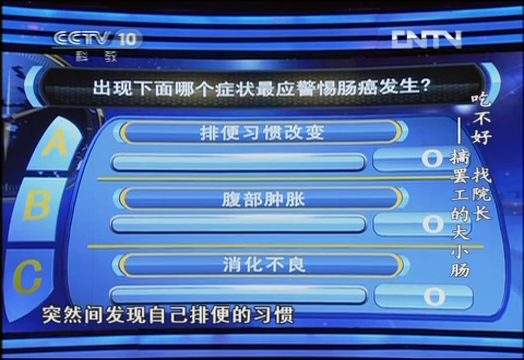 CCTV 10
科教
CNTV
出现下面哪个症状最应警惕肠癌发生?
A
排便习惯改变
0
B
腹部肿胀
0
C
消化不良
0
吃不好 找院长
——搞罢工的大小肠
突然间发现自己排便的习惯